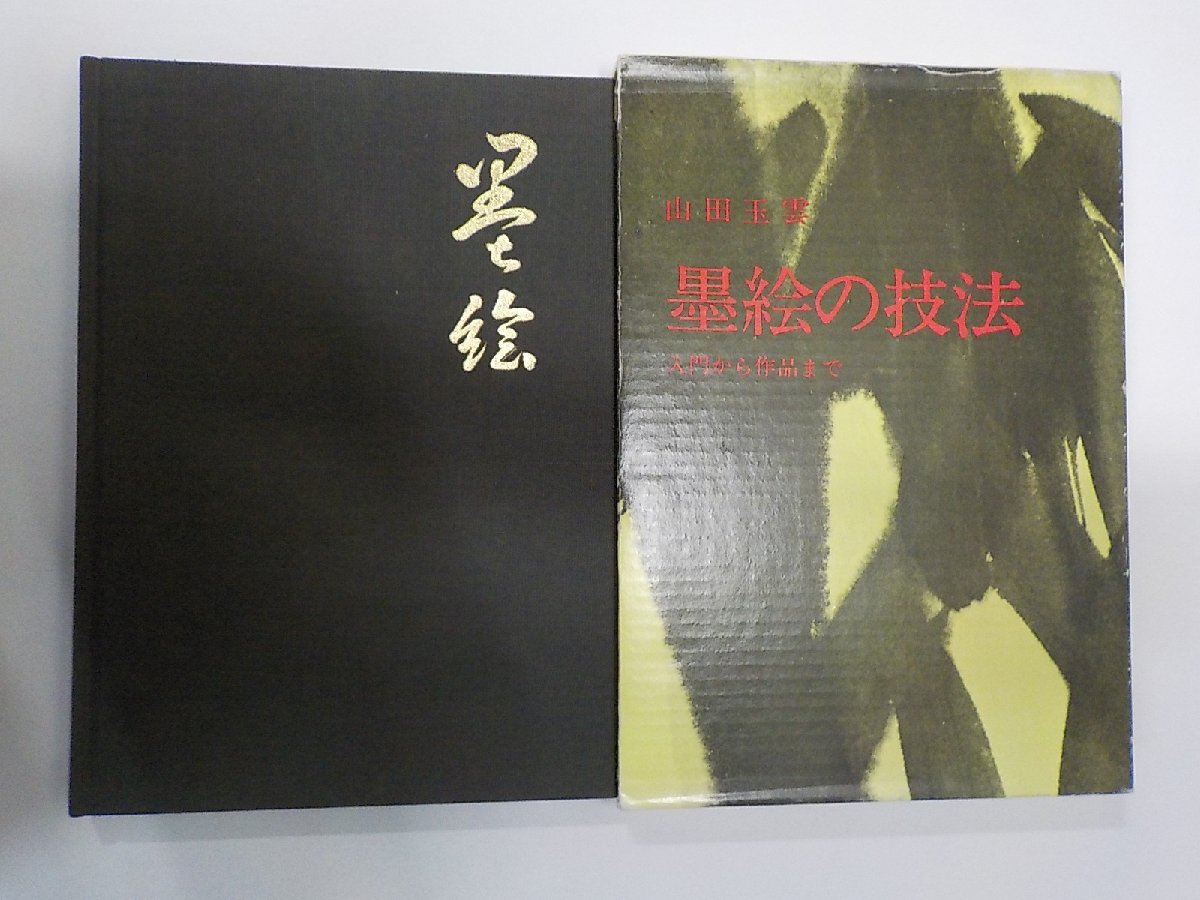 墨絵
山田玉雲
墨絵の技法
入門から作品まで